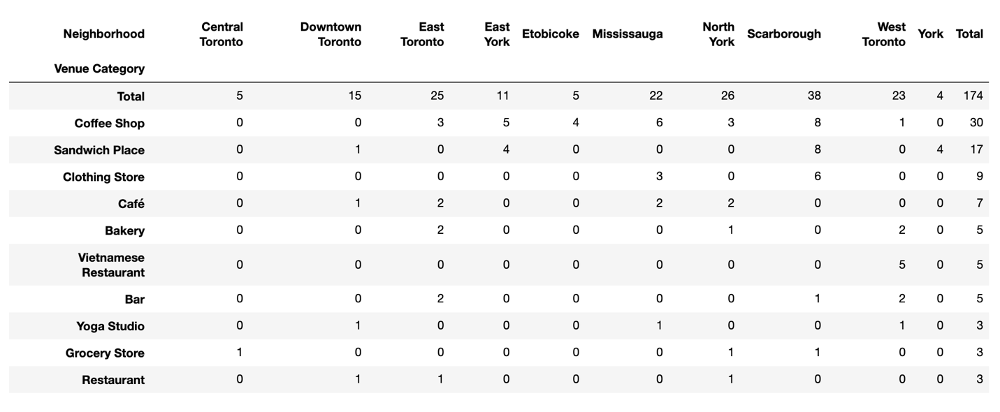 Neighborhood Central Toronto Downtown Toronto East Toronto East York Etobicoke Mississauga North York Scarborough West Toronto York Total
Venue Category
Total 5 15 25 11 5 22 26 38 23 4 174
Coffee Shop 0 0 3 5 4 6 3 8 1 0 30
Sandwich Place 0 1 0 4 0 0 0 8 0 4 17
Clothing Store 0 0 0 0 0 3 0 6 0 0 9
Café 0 1 2 0 0 2 2 0 0 0 7
Bakery 0 0 2 0 0 0 1 0 2 0 5
Vietnamese Restaurant 0 0 0 0 0 0 0 0 5 0 5
Bar 0 0 2 0 0 0 0 1 2 0 5
Yoga Studio 0 1 0 0 0 1 0 0 1 0 3
Grocery Store 1 0 0 0 0 0 1 1 0 0 3
Restaurant 0 1 1 0 0 0 1 0 0 0 3